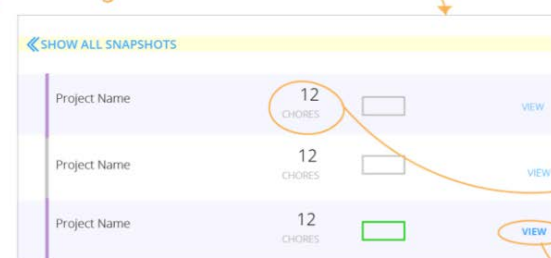 SHOW ALL SNAPSHOTS
Project Name
12
CHORES
VIEW
Project Name
12
CHORES
VIEW
Project Name
12
CHORES
VIEW